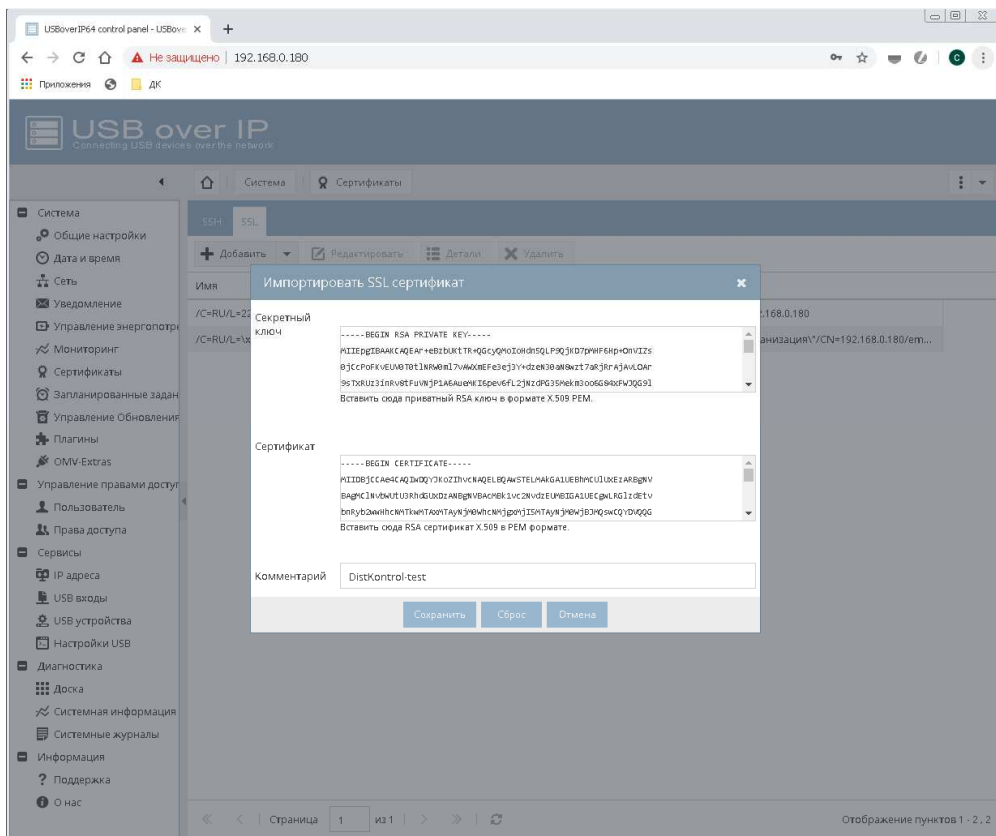 USBoverIP64 control panel - USBove
Не защищено 192.168.0.180
Приложения ДК
USB over IP
Connecting USB devices over the network
Система Сертификаты
Система
Общие настройки
Дата и время
Сеть
Уведомление
Управление энергопотре
Мониторинг
Сертификаты
Запланированные задан
Управление Обновления
Плагины
OMV-Extras
Управление правами доступ
Пользователь
Права доступа
Сервисы
IP адреса
USB входы
USB устройства
Настройки USB
Диагностика
Доска
Системная информация
Системные журналы
Информация
Поддержка
О нас
SSH SSL
Добавить Редактировать Детали Удалить
Имя
/C=RU/L=22 .168.0.180
/C=RU/L=\x анизация\"/CN=192.168.0.180/em...
Импортировать SSL сертификат
Секретный
ключ
-----BEGIN RSA PRIVATE KEY-----
Вставить сюда приватный RSA ключ в формате X.509 PEM.
Сертификат
-----BEGIN CERTIFICATE-----
Вставить сюда RSA сертификат X.509 в PEM формате.
Комментарий DistKontrol-test
Сохранить Сброс Отмена
Страница 1 из 1
Отображение пунктов 1 - 2 , 2